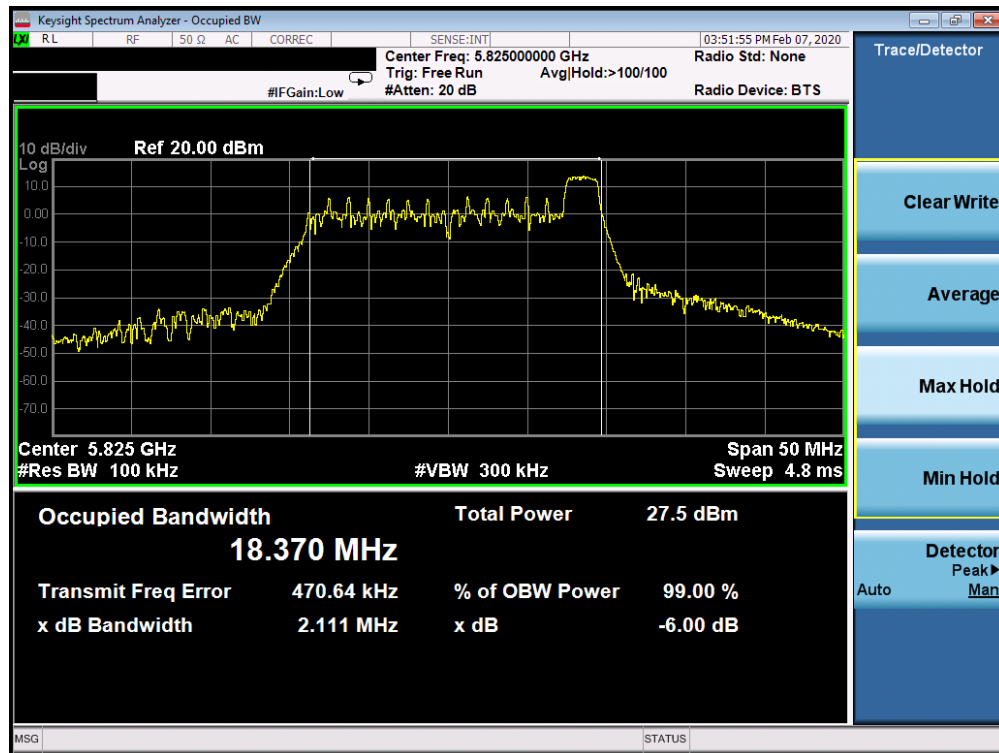 Keysight Spectrum Analyzer - Occupied BW
LXI RL RF 50 Ω AC CORREC SENSE:INT 03:51:55 PM Feb 07, 2020
Center Freq: 5.825000000 GHz Radio Std: None
Trig: Free Run Avg|Hold:>100/100
#IFGain:Low #Atten: 20 dB Radio Device: BTS
10 dB/div Ref 20.00 dBm
Log
10.0
0.00
-10.0
-20.0
-30.0
-40.0
-50.0
-60.0
-70.0
Center 5.825 GHz Span 50 MHz
#Res BW 100 kHz #VBW 300 kHz Sweep 4.8 ms
Occupied Bandwidth Total Power 27.5 dBm
18.370 MHz
Transmit Freq Error 470.64 kHz % of OBW Power 99.00 %
x dB Bandwidth 2.111 MHz x dB -6.00 dB
MSG STATUS
Trace/Detector
Clear Write
Average
Max Hold
Min Hold
Detector
Peak▶
Auto Man